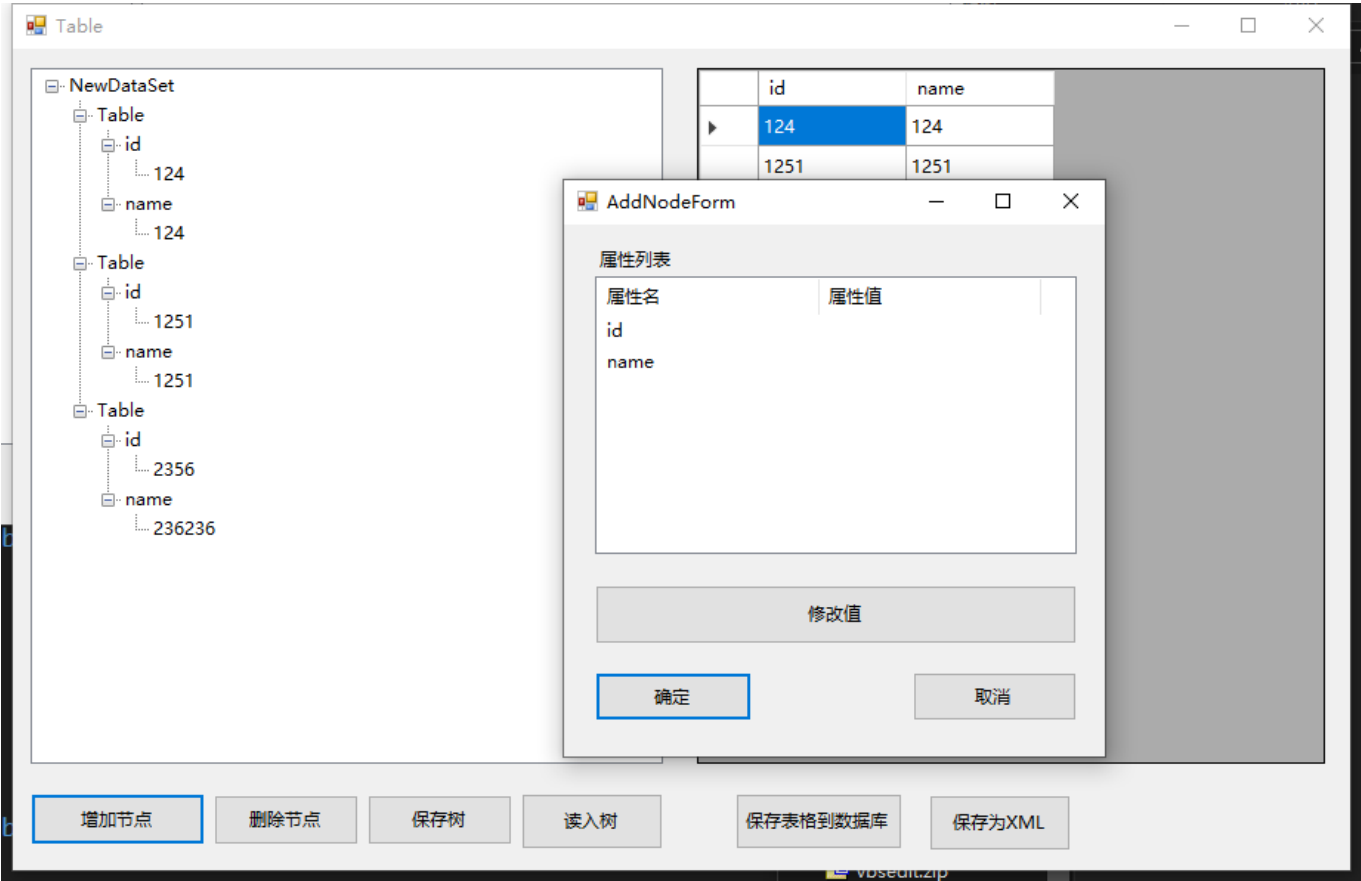 Table
NewDataSet
Table
id
124
name
124
Table
id
1251
name
1251
Table
id
2356
name
236236
id name
124 124
1251 1251
AddNodeForm
属性列表
属性名 属性值
id
name
修改值
确定 取消
增加节点 删除节点 保存树 读入树 保存表格到数据库 保存为XML
vbsedit.zip